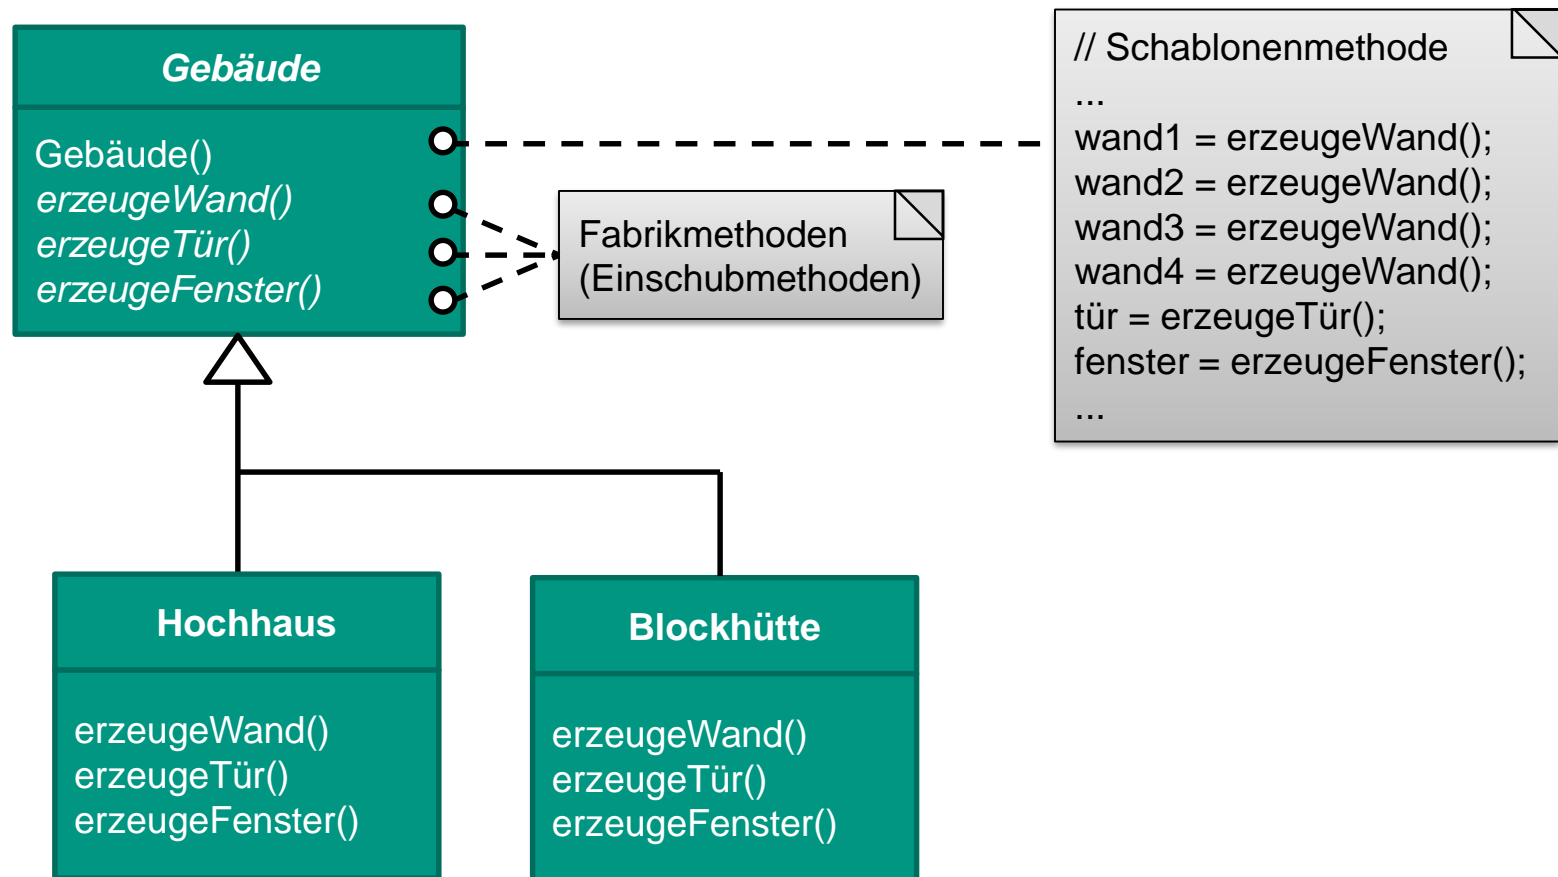 Gebäude
Gebäude()
erzeugeWand()
erzeugeTür()
erzeugeFenster()
Fabrikmethoden
(Einschubmethoden)
// Schablonenmethode
...
wand1 = erzeugeWand();
wand2 = erzeugeWand();
wand3 = erzeugeWand();
wand4 = erzeugeWand();
tür = erzeugeTür();
fenster = erzeugeFenster();
...
Hochhaus
erzeugeWand()
erzeugeTür()
erzeugeFenster()
Blockhütte
erzeugeWand()
erzeugeTür()
erzeugeFenster()